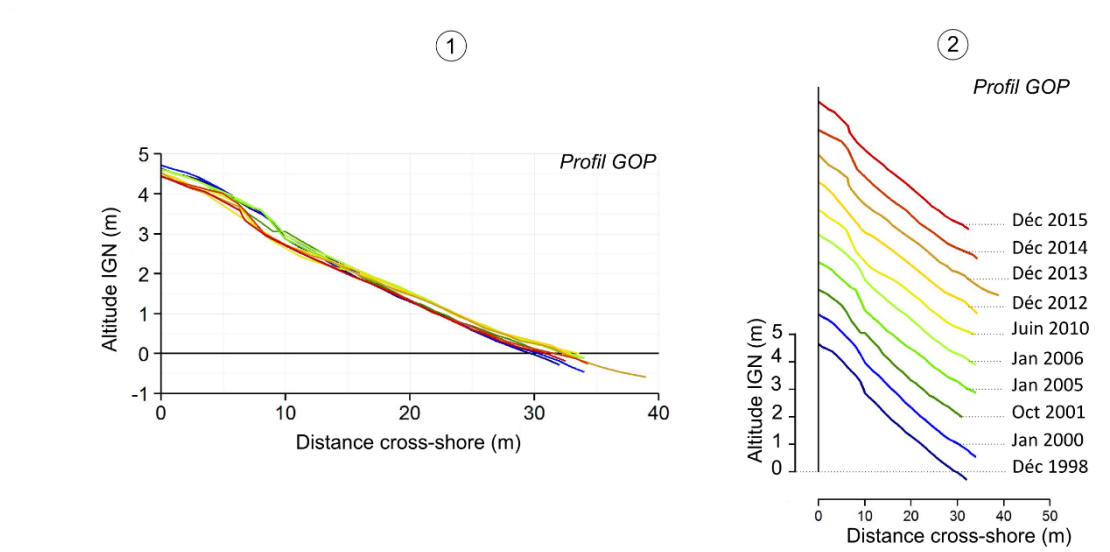 1
Profil GOP
5
4
3
2
1
0
-1
Altitude IGN (m)
0
10
20
30
40
Distance cross-shore (m)
2
Profil GOP
Déc 2015
Déc 2014
Déc 2013
Déc 2012
Juin 2010
Jan 2006
Jan 2005
Oct 2001
Jan 2000
Déc 1998
5
4
3
2
1
0
Altitude IGN (m)
0
10
20
30
40
50
Distance cross-shore (m)